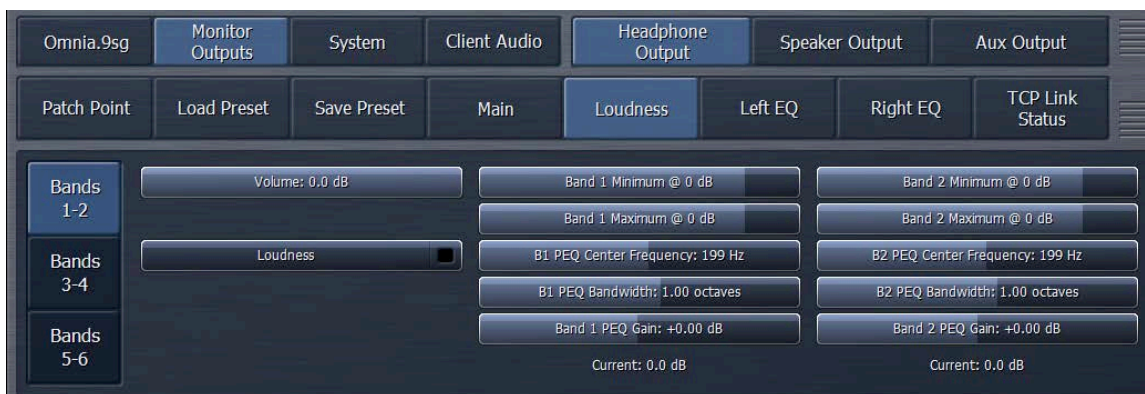 Omnia.9sg
Monitor
Outputs
System
Client Audio
Headphone
Output
Speaker Output
Aux Output
Patch Point
Load Preset
Save Preset
Main
Loudness
Left EQ
Right EQ
TCP Link
Status
Bands
1-2
Bands
3-4
Bands
5-6
Volume: 0.0 dB
Loudness
Band 1 Minimum @ 0 dB
Band 1 Maximum @ 0 dB
B1 PEQ Center Frequency: 199 Hz
B1 PEQ Bandwidth: 1.00 octaves
Band 1 PEQ Gain: +0.00 dB
Current: 0.0 dB
Band 2 Minimum @ 0 dB
Band 2 Maximum @ 0 dB
B2 PEQ Center Frequency: 199 Hz
B2 PEQ Bandwidth: 1.00 octaves
Band 2 PEQ Gain: +0.00 dB
Current: 0.0 dB